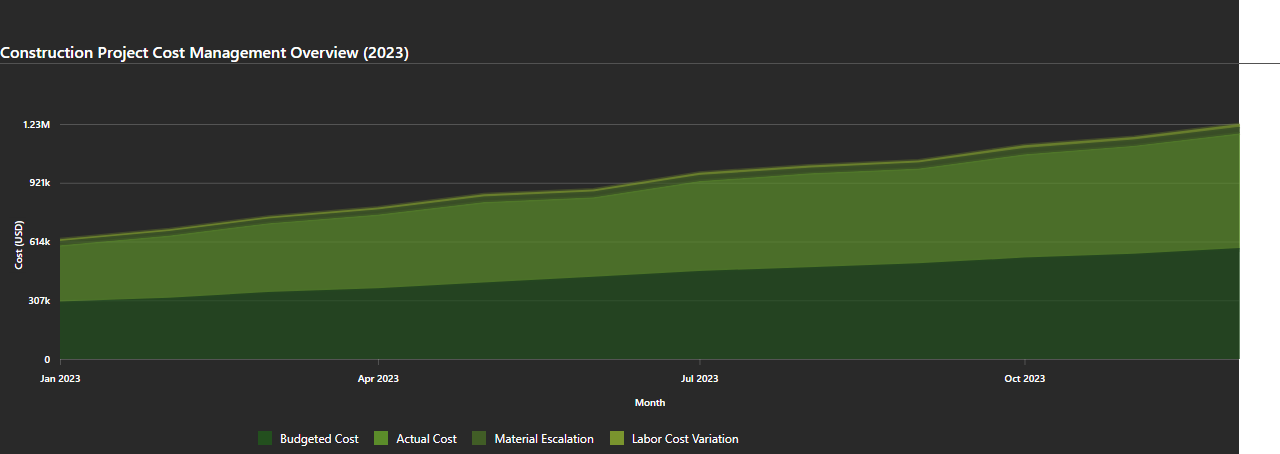 Construction Project Cost Management Overview (2023)
1.23M
921k
614k
307k
0
Cost (USD)
Jan 2023
Apr 2023
Jul 2023
Oct 2023
Month
Budgeted Cost
Actual Cost
Material Escalation
Labor Cost Variation